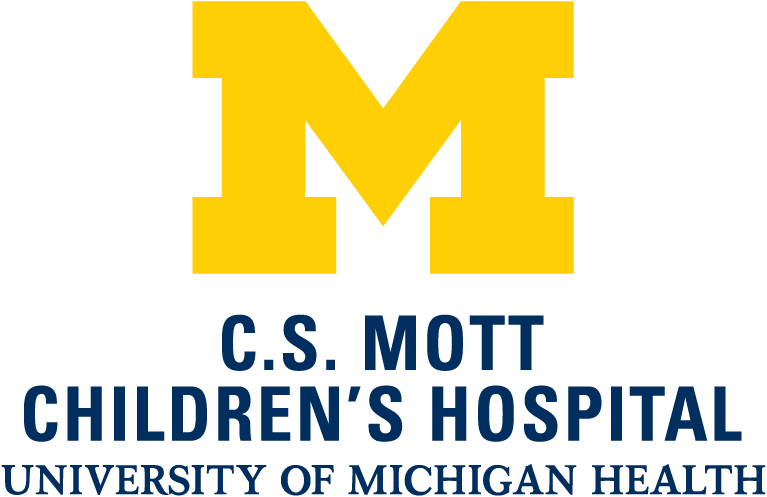 M
C.S. MOTT
CHILDREN’S HOSPITAL
UNIVERSITY OF MICHIGAN HEALTH